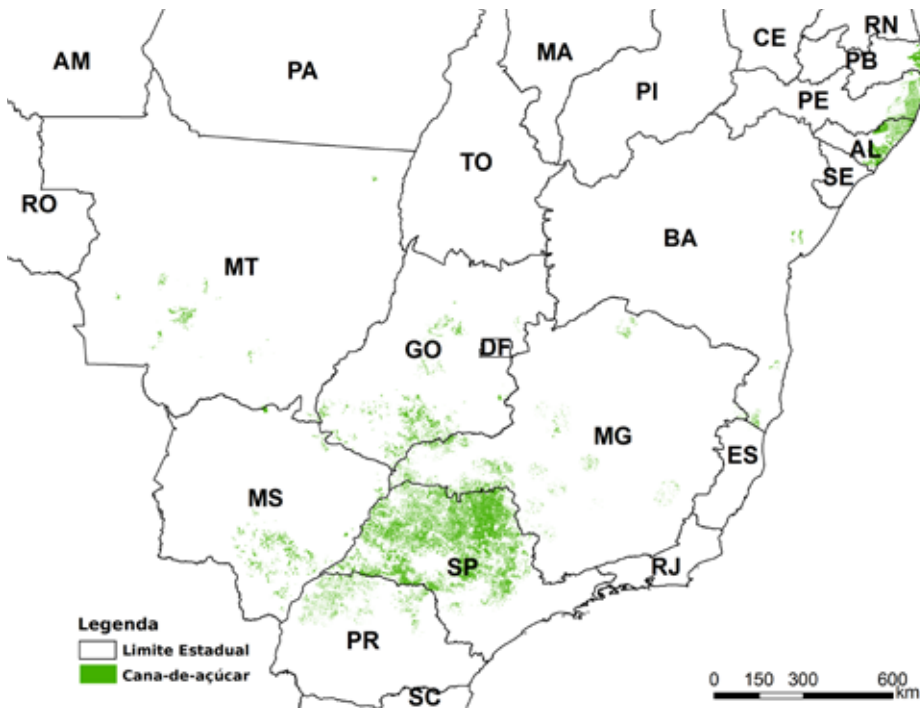 RN
CE
AM
MA
PB
PA
PI
PE
AL
TO
SE
RO
BA
MT
GO
DF
MG
ES
MS
SP
RJ
Legenda
Limite Estadual
PR
Cana-de-açúcar
SC
0 150 300 600
km